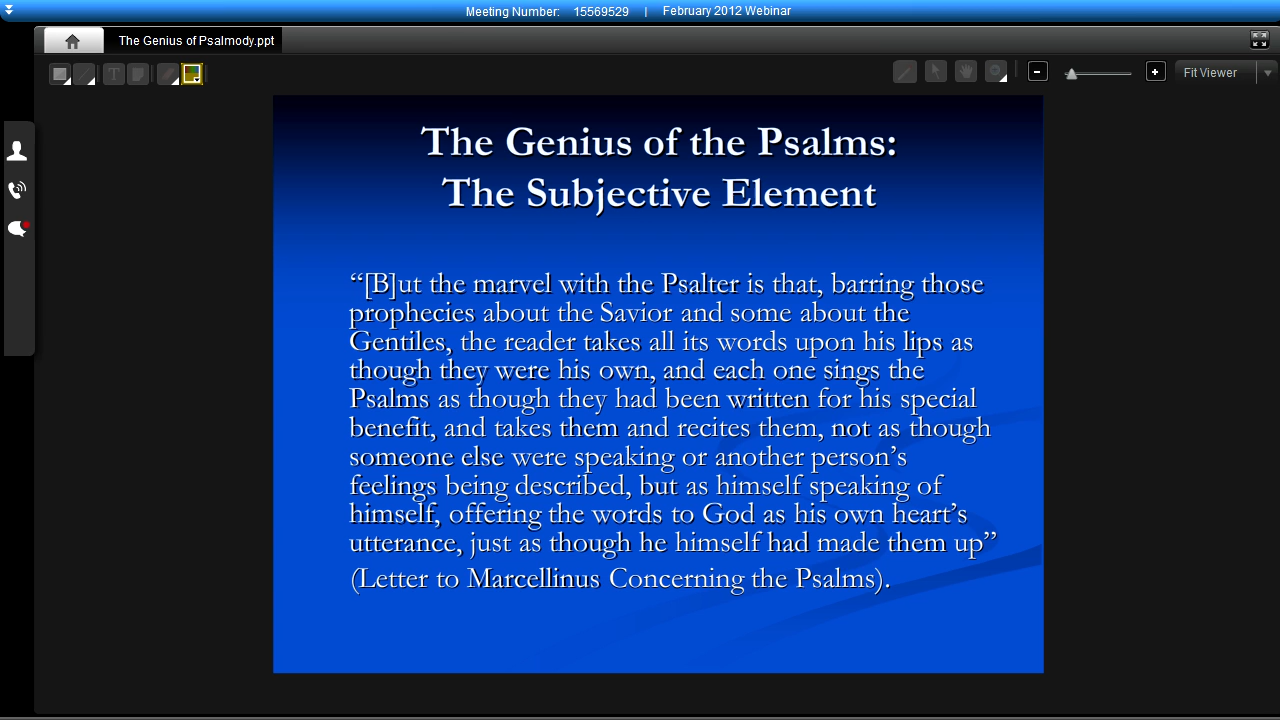 Meeting Number: 15569529 | February 2012 Webinar
The Genius of Psalmody.ppt
T
Fit Viewer
The Genius of the Psalms:
The Subjective Element
“[B]ut the marvel with the Psalter is that, barring those
prophecies about the Savior and some about the
Gentiles, the reader takes all its words upon his lips as
though they were his own, and each one sings the
Psalms as though they had been written for his special
benefit, and takes them and recites them, not as though
someone else were speaking or another person’s
feelings being described, but as himself speaking of
himself, offering the words to God as his own heart’s
utterance, just as though he himself had made them up”
(Letter to Marcellinus Concerning the Psalms).